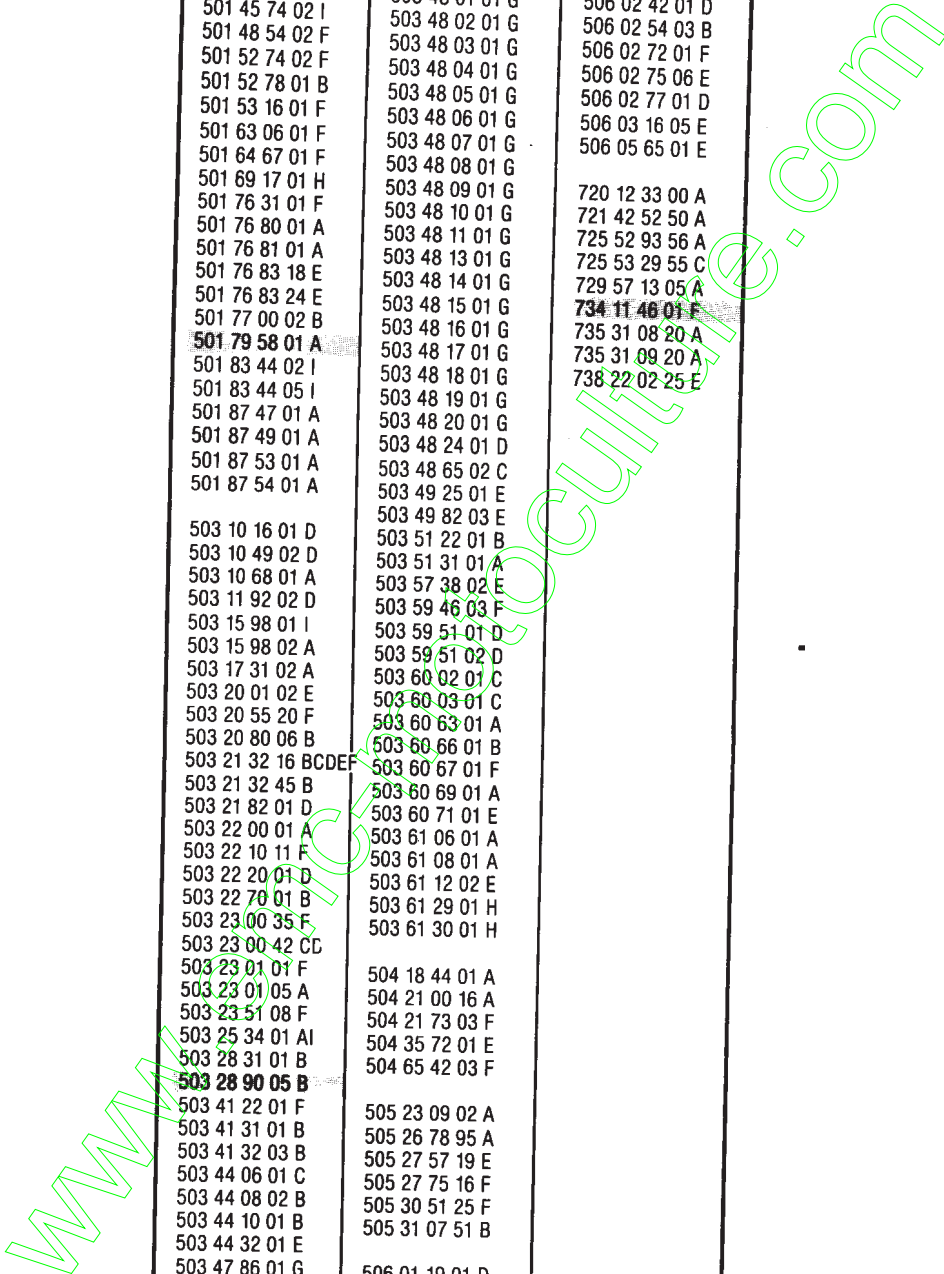 501 45 74 02 I
501 48 54 02 F
501 52 74 02 F
501 52 78 01 B
501 53 16 01 F
501 63 06 01 F
501 64 67 01 F
501 69 17 01 H
501 76 31 01 F
501 76 80 01 A
501 76 81 01 A
501 76 83 18 E
501 76 83 24 E
501 77 00 02 B
501 79 58 01 A
501 83 44 02 I
501 83 44 05 I
501 87 47 01 A
501 87 49 01 A
501 87 53 01 A
501 87 54 01 A
503 10 16 01 D
503 10 49 02 D
503 10 68 01 A
503 11 92 02 D
503 15 98 01 I
503 15 98 02 A
503 17 31 02 A
503 20 01 02 E
503 20 55 20 F
503 20 80 06 B
503 21 32 16 BCDEF
503 21 32 45 B
503 21 82 01 D
503 22 00 01 A
503 22 10 11 F
503 22 20 01 D
503 22 70 01 B
503 23 00 35 F
503 23 00 42 CD
503 23 01 01 F
503 23 01 05 A
503 23 51 08 F
503 25 34 01 AI
503 28 31 01 B
503 28 90 05 B
503 41 22 01 F
503 41 31 01 B
503 41 32 03 B
503 44 06 01 C
503 44 08 02 B
503 44 10 01 B
503 44 32 01 E
503 47 86 01 G
503 48 01 01 G
503 48 02 01 G
503 48 03 01 G
503 48 04 01 G
503 48 05 01 G
503 48 06 01 G
503 48 07 01 G
503 48 08 01 G
503 48 09 01 G
503 48 10 01 G
503 48 11 01 G
503 48 13 01 G
503 48 14 01 G
503 48 15 01 G
503 48 16 01 G
503 48 17 01 G
503 48 18 01 G
503 48 19 01 G
503 48 20 01 G
503 48 24 01 D
503 48 65 02 C
503 49 25 01 E
503 49 82 03 E
503 51 22 01 B
503 51 31 01 A
503 57 38 02 E
503 59 46 03 F
503 59 51 01 D
503 59 51 02 D
503 60 02 01 C
503 60 03 01 C
503 60 63 01 A
503 60 66 01 B
503 60 67 01 F
503 60 69 01 A
503 60 71 01 E
503 61 06 01 A
503 61 08 01 A
503 61 12 02 E
503 61 29 01 H
503 61 30 01 H
504 18 44 01 A
504 21 00 16 A
504 21 73 03 F
504 35 72 01 E
504 65 42 03 F
505 23 09 02 A
505 26 78 95 A
505 27 57 19 E
505 27 75 16 F
505 30 51 25 F
505 31 07 51 B
506 01 19 01 D
506 02 42 01 D
506 02 54 03 B
506 02 72 01 F
506 02 75 06 E
506 02 77 01 D
506 03 16 05 E
506 05 65 01 E
720 12 33 00 A
721 42 52 50 A
725 52 93 56 A
725 53 29 55 C
729 57 13 05 A
734 11 46 01 F
735 31 08 20 A
735 31 09 20 A
738 22 02 25 E
www.emc-motoculture.com